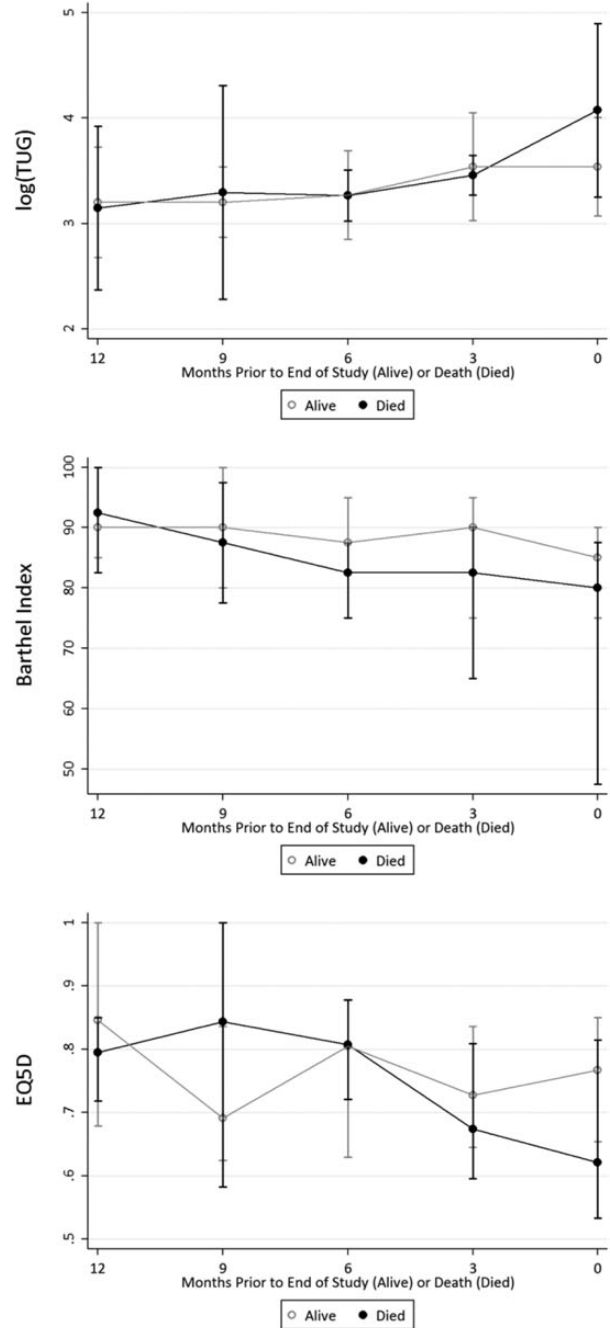 log(TUG)
5
4
3
2
12 9 6 3 0
Months Prior to End of Study (Alive) or Death (Died)
Alive Died
Barthel Index
100
90
80
70
60
50
12 9 6 3 0
Months Prior to End of Study (Alive) or Death (Died)
Alive Died
EQ5D
1
.9
.8
.7
.6
.5
12 9 6 3 0
Months Prior to End of Study (Alive) or Death (Died)
Alive Died